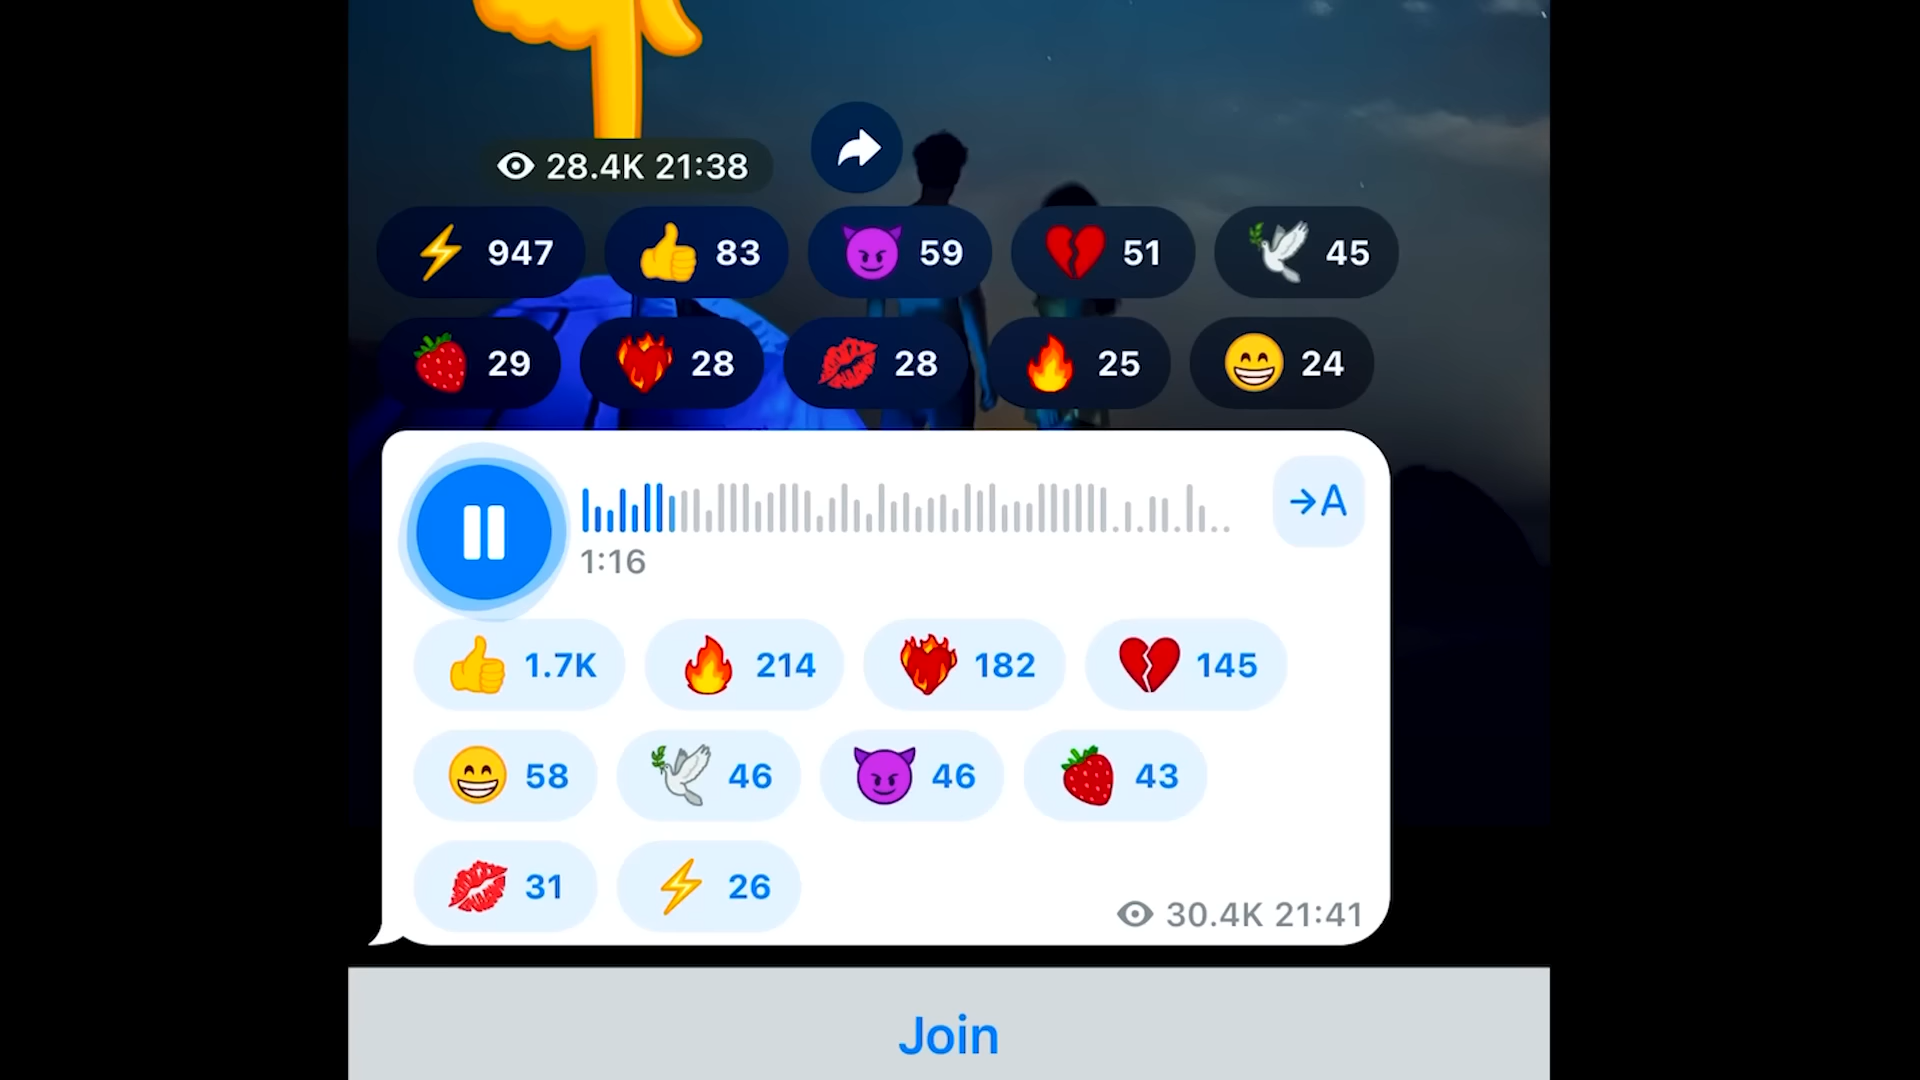 28.4K 21:38
947 83 59 51 45
29 28 28 25 24
→A
1:16
1.7K 214 182 145
58 46 46 43
31 26
30.4K 21:41
Join